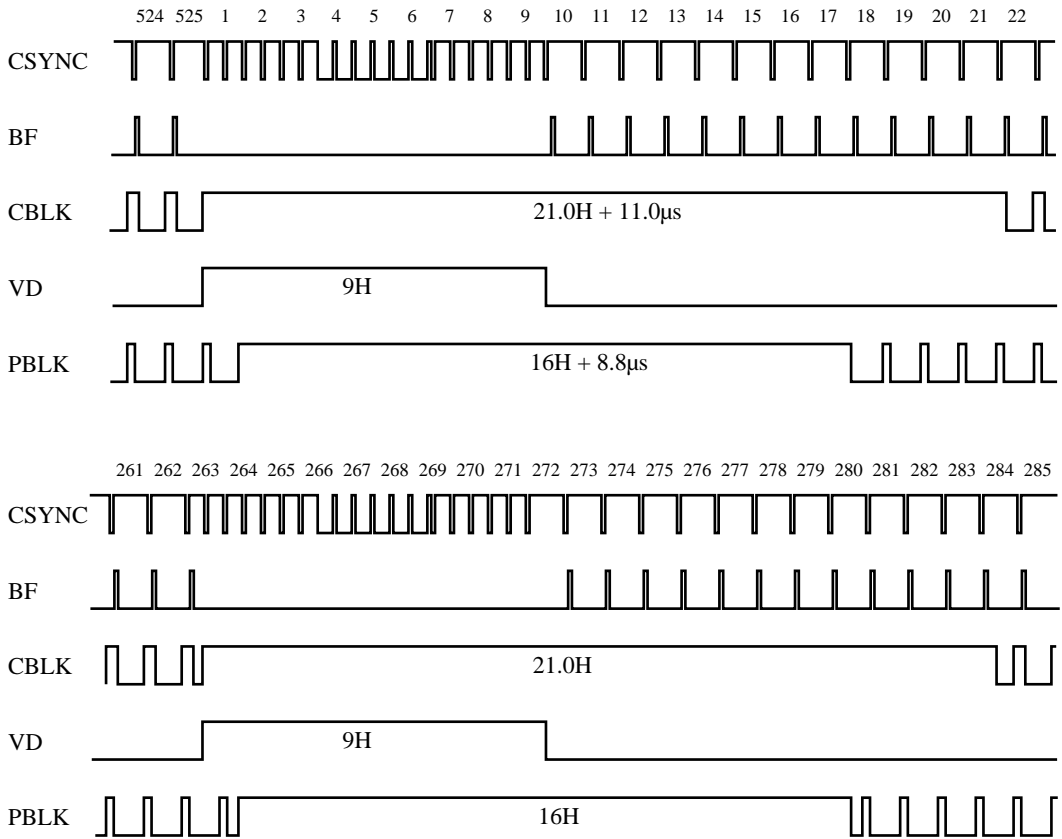 524 525 1 2 3 4 5 6 7 8 9 10 11 12 13 14 15 16 17 18 19 20 21 22
CSYNC
BF
CBLK 21.0H + 11.0μs
VD 9H
PBLK 16H + 8.8μs
261 262 263 264 265 266 267 268 269 270 271 272 273 274 275 276 277 278 279 280 281 282 283 284 285
CSYNC
BF
CBLK 21.0H
VD 9H
PBLK 16H